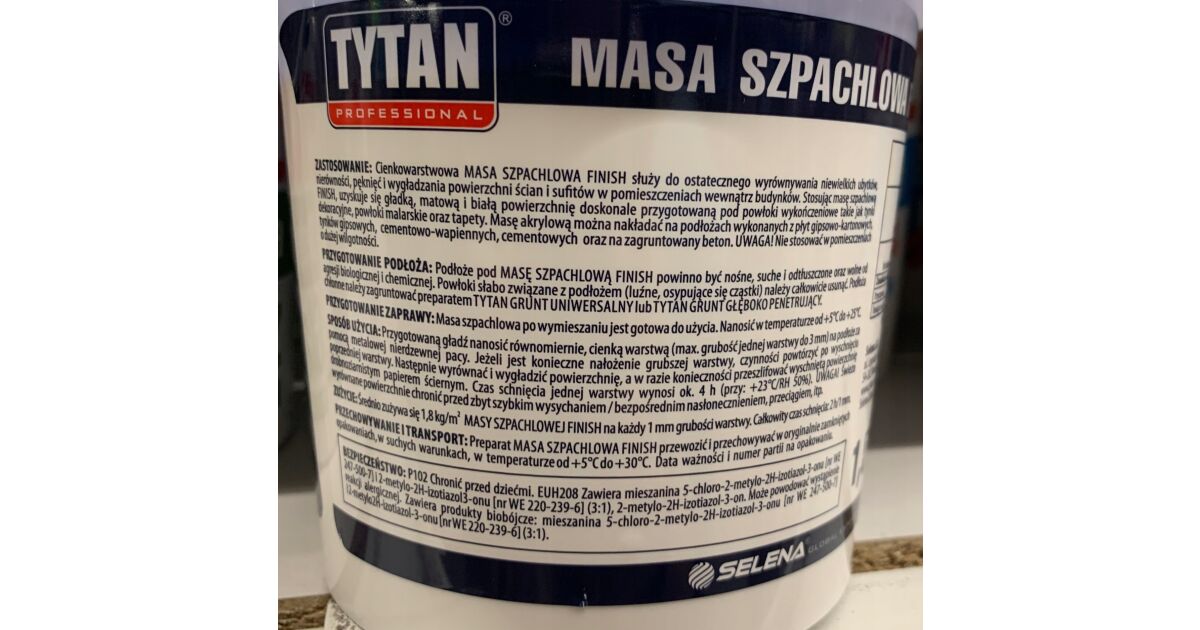 TYTAN ®
PROFESSIONAL
MASA SZPACHLOWA
ZASTOSOWANIE: Cienkowarstwowa MASA SZPACHLOWA FINISH służy do ostatecznego wyrównywania niewielkich ubytków,
nierówności, pęknięć i wygładzania powierzchni ścian i sufitów w pomieszczeniach wewnątrz budynków. Stosując masę szpachlową
FINISH, uzyskuje się gładką, matową i białą powierzchnię doskonale przygotowaną pod powłoki wykończeniowe takie jak tynki
dekoracyjne, powłoki malarskie oraz tapety. Masę akrylową można nakładać na podłożach wykonanych z płyt gipsowo-kartonowych,
tynków gipsowych, cementowo-wapiennych, cementowych oraz na zagruntowany beton. UWAGA! Nie stosować w pomieszczeniach
o dużej wilgotności.
PRZYGOTOWANIE PODŁOŻA: Podłoże pod MASĘ SZPACHLOWĄ FINISH powinno być nośne, suche i odtłuszczone oraz wolne od
agresji biologicznej i chemicznej. Powłoki słabo związane z podłożem (luźne, osypujące się cząstki) należy całkowicie usunąć. Podłoża
chłonne należy zagruntować preparatem TYTAN GRUNT UNIWERSALNY lub TYTAN GRUNT GŁĘBOKO PENETRUJĄCY.
PRZYGOTOWANIE ZAPRAWY: Masa szpachlowa po wymieszaniu jest gotowa do użycia. Nanosić w temperaturze od +5°C do +25°C.
SPOSÓB UŻYCIA: Przygotowaną gładź nanosić równomiernie, cienką warstwą (max. grubość jednej warstwy do 3 mm) na podłoże za
pomocą metalowej nierdzewnej pacy. Jeżeli jest konieczne nałożenie grubszej warstwy, czynności powtórzyć po wyschnięciu
poprzedniej warstwy. Następnie wyrównać i wygładzić powierzchnię, a w razie konieczności przeszlifować wyschniętą powierzchnię
drobnoziarnistym papierem ściernym. Czas schnięcia jednej warstwy wynosi ok. 4 h (przy: +23°C/RH 50%). UWAGA! Świeżo
wyrównane powierzchnie chronić przed zbyt szybkim wysychaniem / bezpośrednim nasłonecznieniem, przeciągiem, itp.
ZUŻYCIE: Średnio zużywa się 1,8 kg/m² MASY SZPACHLOWEJ FINISH na każdy 1 mm grubości warstwy. Całkowity czas schnięcia: 2 h/1 mm.
PRZECHOWYWANIE I TRANSPORT: Preparat MASA SZPACHLOWA FINISH przewozić i przechowywać w oryginalnie zamkniętych
opakowaniach, w suchych warunkach, w temperaturze od +5°C do +30°C. Data ważności i numer partii na opakowaniu.
BEZPIECZEŃSTWO: P102 Chronić przed dziećmi. EUH208 Zawiera mieszanina 5-chloro-2-metylo-2H-izotiazol-3-onu [nr WE
247-500-7] i 2-metylo-2H-izotiazol3-onu [nr WE 220-239-6] (3:1), 2-metylo-2H-izotiazol-3-on. Może powodować wystąpienie
reakcji alergicznej. Zawiera produkty biobójcze: mieszanina 5-chloro-2-metylo-2H-izotiazol-3-onu [nr WE 247-500-7]
i 2-metylo2H-izotiazol-3-onu [nr WE 220-239-6] (3:1).
SELENA GLOBAL